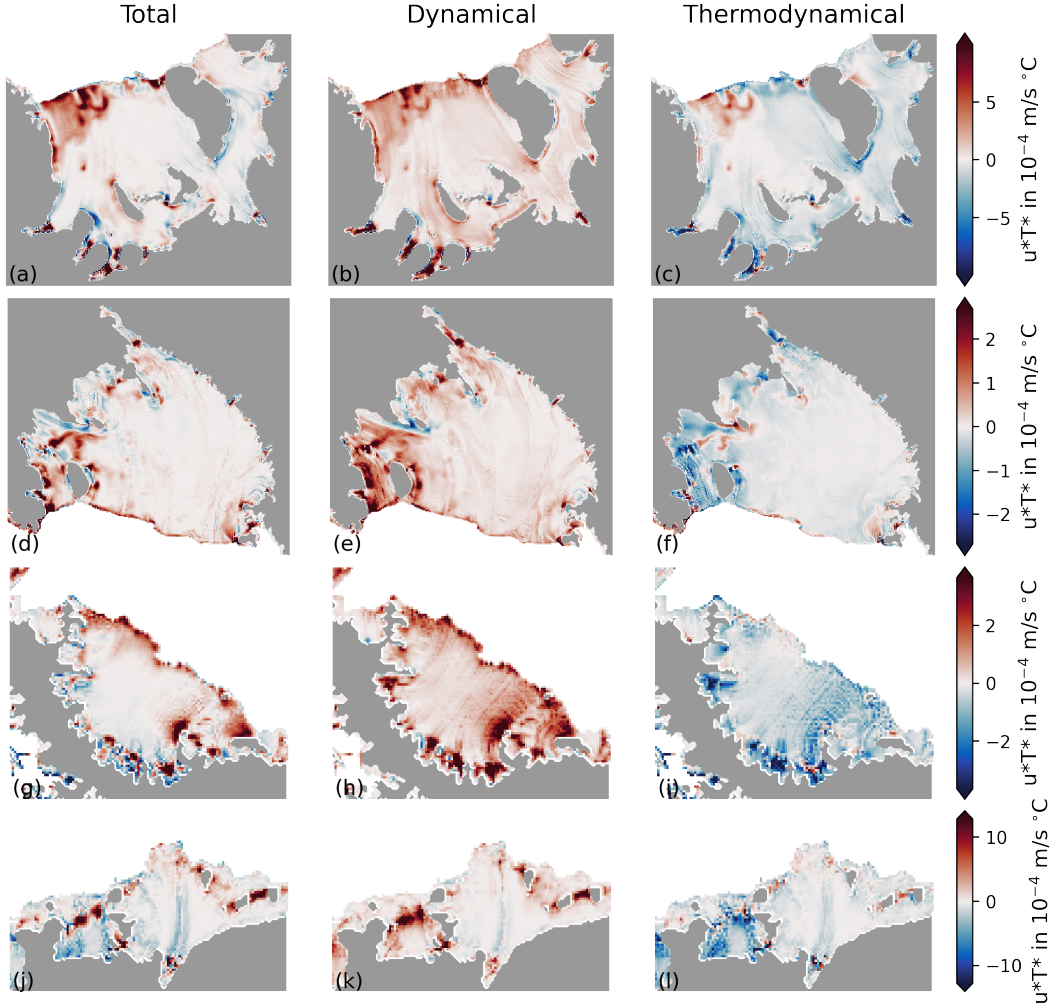 Total Dynamical Thermodynamical
(a) (b) (c)
5
0
−5
u*T* in 10⁻⁴ m/s °C
(d) (e) (f)
2
1
0
−1
−2
u*T* in 10⁻⁴ m/s °C
(g) (h) (i)
2
0
−2
u*T* in 10⁻⁴ m/s °C
(j) (k) (l)
10
0
−10
u*T* in 10⁻⁴ m/s °C